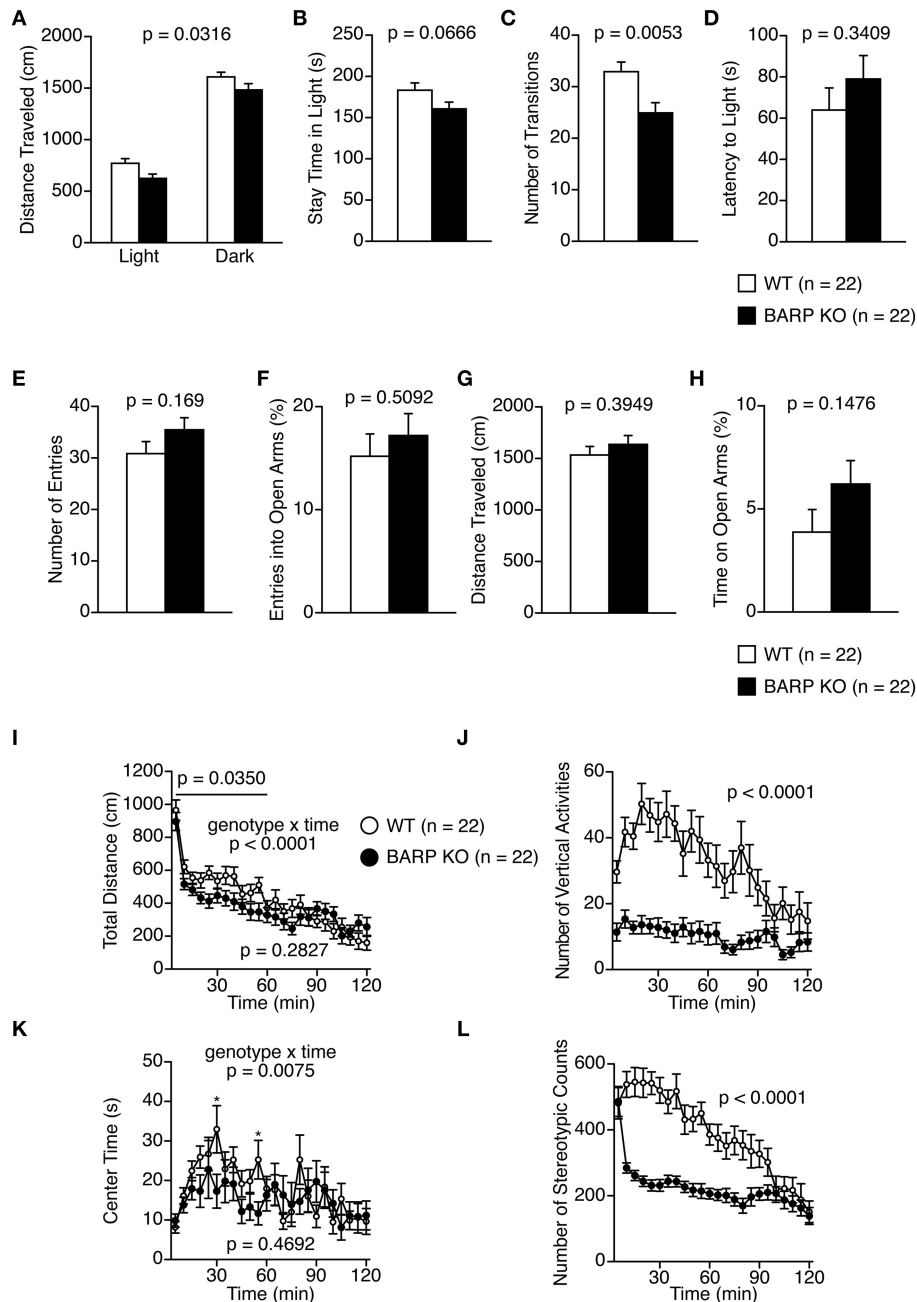 A
p = 0.0316
Distance Traveled (cm)
2000
1500
1000
500
0
Light
Dark
B
p = 0.0666
Stay Time in Light (s)
250
200
150
100
50
0
C
p = 0.0053
Number of Transitions
40
30
20
10
0
D
p = 0.3409
Latency to Light (s)
100
80
60
40
20
0
WT (n = 22)
BARP KO (n = 22)
E
p = 0.169
Number of Entries
40
30
20
10
0
F
p = 0.5092
Entries into Open Arms (%)
20
10
0
G
p = 0.3949
Distance Traveled (cm)
2000
1500
1000
500
0
H
p = 0.1476
Time on Open Arms (%)
10
5
0
WT (n = 22)
BARP KO (n = 22)
I
p = 0.0350
genotype x time
p < 0.0001
p = 0.2827
Total Distance (cm)
1200
1000
800
600
400
200
0
30
60
90
120
Time (min)
WT (n = 22)
BARP KO (n = 22)
J
p < 0.0001
Number of Vertical Activities
60
40
20
0
30
60
90
120
Time (min)
K
genotype x time
p = 0.0075
*
*
p = 0.4692
Center Time (s)
50
40
30
20
10
0
30
60
90
120
Time (min)
L
p < 0.0001
Number of Stereotypic Counts
600
400
200
0
30
60
90
120
Time (min)